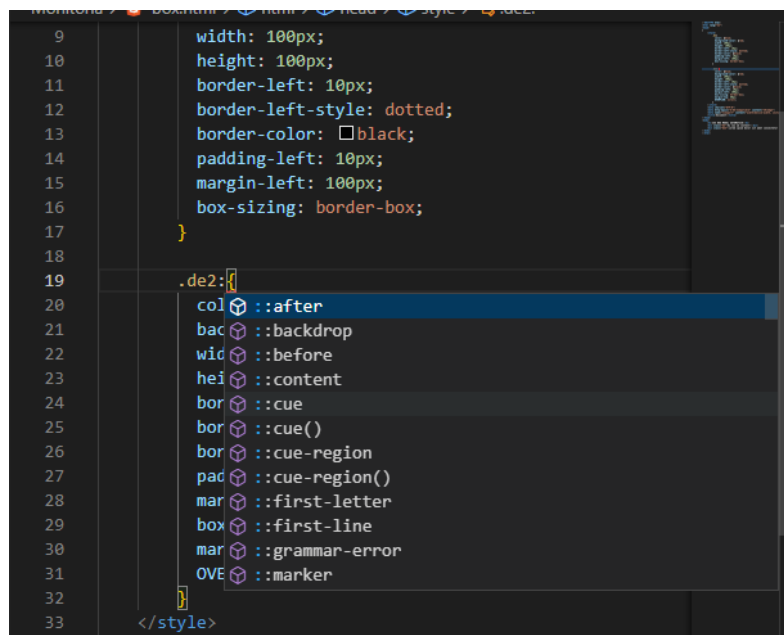 Monitoria > box.html > html > head > style > .de2:
9 width: 100px;
10 height: 100px;
11 border-left: 10px;
12 border-left-style: dotted;
13 border-color: black;
14 padding-left: 10px;
15 margin-left: 100px;
16 box-sizing: border-box;
17 }
18
19 .de2:{
20 col ::after
21 bac ::backdrop
22 wid ::before
23 hei ::content
24 bor ::cue
25 bor ::cue()
26 bor ::cue-region
27 pad ::cue-region()
28 mar ::first-letter
29 box ::first-line
30 mar ::grammar-error
31 OVE ::marker
32 }
33 </style>